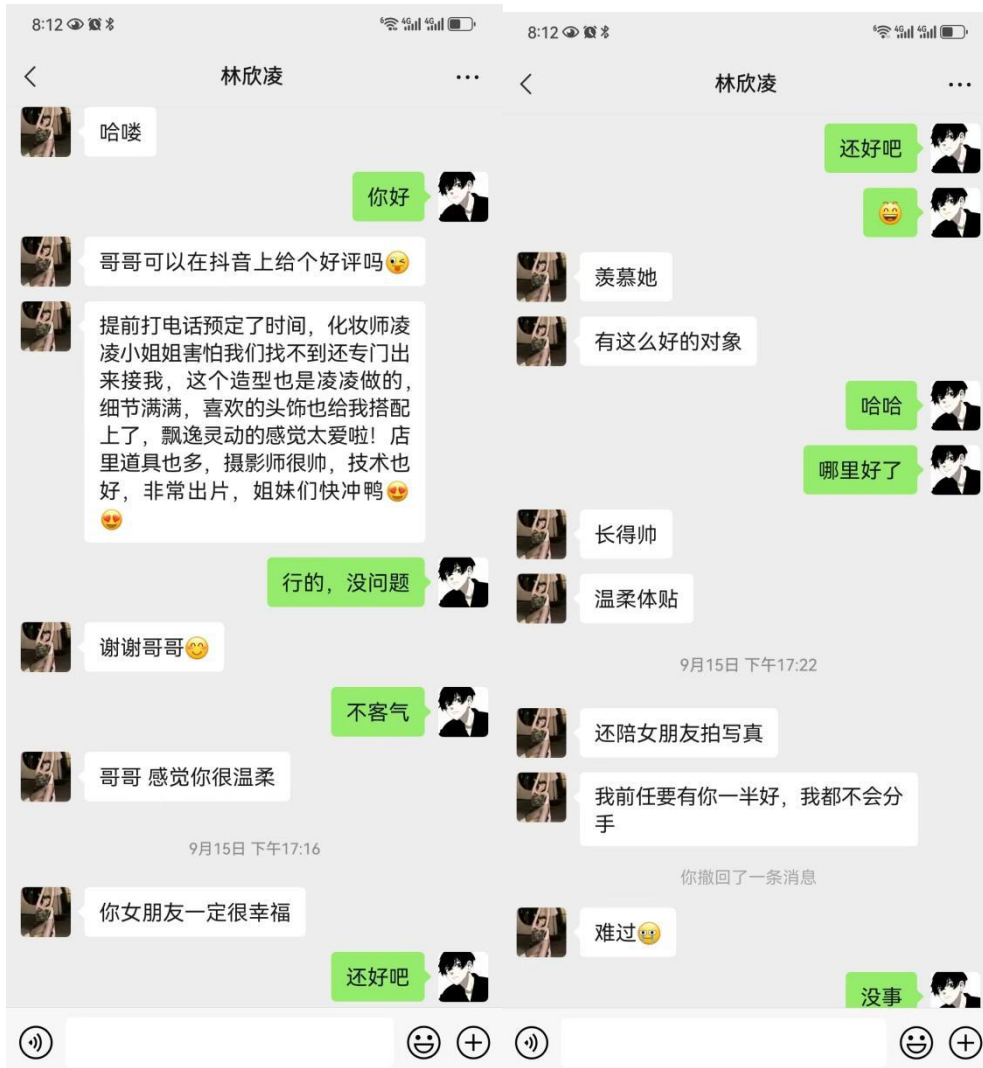 8:12
林欣凌
哈喽
你好
哥哥可以在抖音上给个好评吗😜
提前打电话预定了时间，化妆师凌
凌小姐姐害怕我们找不到还专门出
来接我，这个造型也是凌凌做的，
细节满满，喜欢的头饰也给我搭配
上了，飘逸灵动的感觉太爱啦！店
里道具也多，摄影师很帅，技术也
好，非常出片，姐妹们快冲鸭😍
😍
行的，没问题
谢谢哥哥😊
不客气
哥哥 感觉你很温柔
9月15日 下午17:16
你女朋友一定很幸福
还好吧
8:12
林欣凌
还好吧
😄
羡慕她
有这么好的对象
哈哈
哪里好了
长得帅
温柔体贴
9月15日 下午17:22
还陪女朋友拍写真
我前任要有你一半好，我都不会分
手
你撤回了一条消息
难过🥹
没事